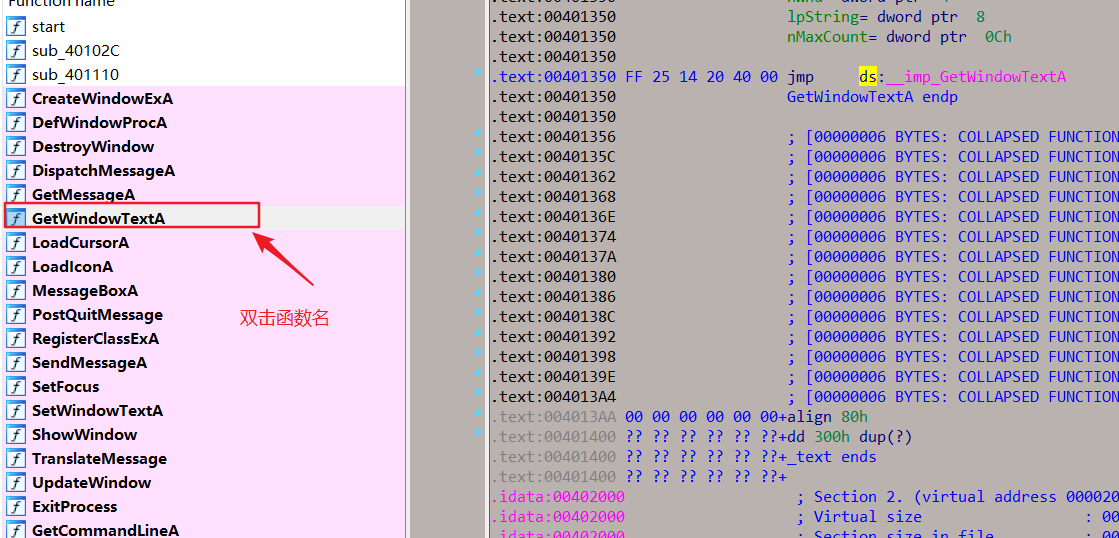 Function name
start
sub_40102C
sub_401110
CreateWindowExA
DefWindowProcA
DestroyWindow
DispatchMessageA
GetMessageA
GetWindowTextA
LoadCursorA
LoadIconA
MessageBoxA
PostQuitMessage
RegisterClassExA
SendMessageA
SetFocus
SetWindowTextA
ShowWindow
TranslateMessage
UpdateWindow
ExitProcess
GetCommandLineA
双击函数名
.text:00401350
.text:00401350 lpString= dword ptr  8
.text:00401350 nMaxCount= dword ptr  0Ch
.text:00401350
.text:00401350 FF 25 14 20 40 00 jmp     ds:__imp_GetWindowTextA
.text:00401350 GetWindowTextA endp
.text:00401350
.text:00401356 ; [00000006 BYTES: COLLAPSED FUNCTION
.text:0040135C ; [00000006 BYTES: COLLAPSED FUNCTION
.text:00401362 ; [00000006 BYTES: COLLAPSED FUNCTION
.text:00401368 ; [00000006 BYTES: COLLAPSED FUNCTION
.text:0040136E ; [00000006 BYTES: COLLAPSED FUNCTION
.text:00401374 ; [00000006 BYTES: COLLAPSED FUNCTION
.text:0040137A ; [00000006 BYTES: COLLAPSED FUNCTION
.text:00401380 ; [00000006 BYTES: COLLAPSED FUNCTION
.text:00401386 ; [00000006 BYTES: COLLAPSED FUNCTION
.text:0040138C ; [00000006 BYTES: COLLAPSED FUNCTION
.text:00401392 ; [00000006 BYTES: COLLAPSED FUNCTION
.text:00401398 ; [00000006 BYTES: COLLAPSED FUNCTION
.text:0040139E ; [00000006 BYTES: COLLAPSED FUNCTION
.text:004013A4 ; [00000006 BYTES: COLLAPSED FUNCTION
.text:004013AA 00 00 00 00 00 00+align 80h
.text:00401400 ?? ?? ?? ?? ?? ??+dd 300h dup(?)
.text:00401400 ?? ?? ?? ?? ?? ??+_text ends
.text:00401400 ?? ?? ?? ?? ?? ??+
.idata:00402000 ; Section 2. (virtual address 000020
.idata:00402000 ; Virtual size : 00
.idata:00402000 ; Section size in file : 00